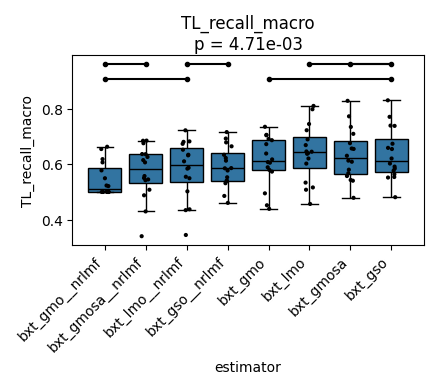 TL_recall_macro
p = 4.71e-03
TL_recall_macro
0.8
0.6
0.4
bxt_gmo__nrlmf
bxt_gmosa__nrlmf
bxt_lmo__nrlmf
bxt_gso__nrlmf
bxt_gmo
bxt_lmo
bxt_gmosa
bxt_gso
estimator